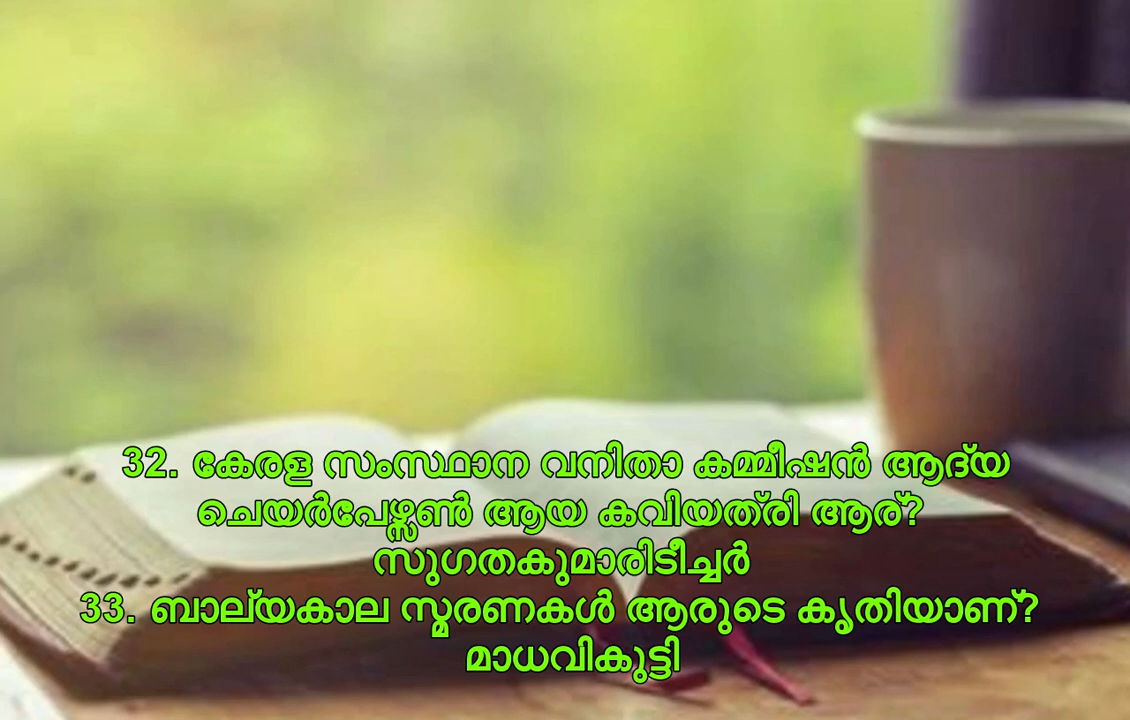 32. കേരള സംസ്ഥാന വനിതാ കമ്മീഷൻ ആദ്യ
ചെയർപേഴ്സൺ ആയ കവിയത്രി ആര്?
സുഗതകുമാരിടീച്ചർ
33. ബാല്യകാല സ്മരണകൾ ആരുടെ കൃതിയാണ്?
മാധവികുട്ടി